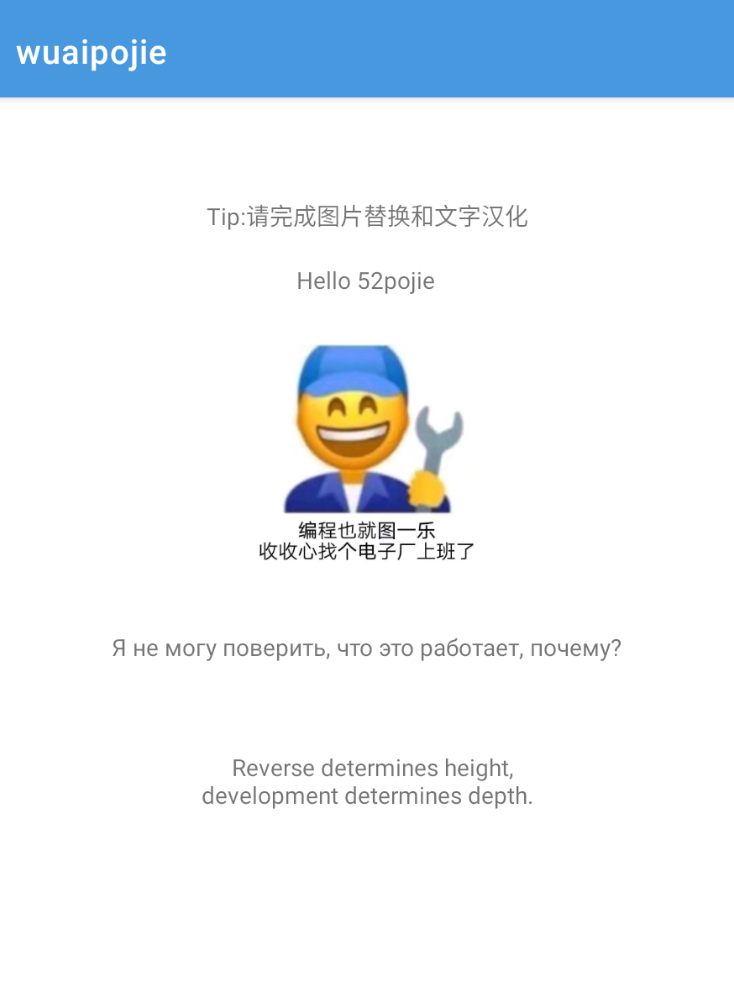 wuaipojie
Tip:请完成图片替换和文字汉化
Hello 52pojie
编程也就图一乐
收收心找个电子厂上班了
Я не могу поверить, что это работает, почему?
Reverse determines height,
development determines depth.